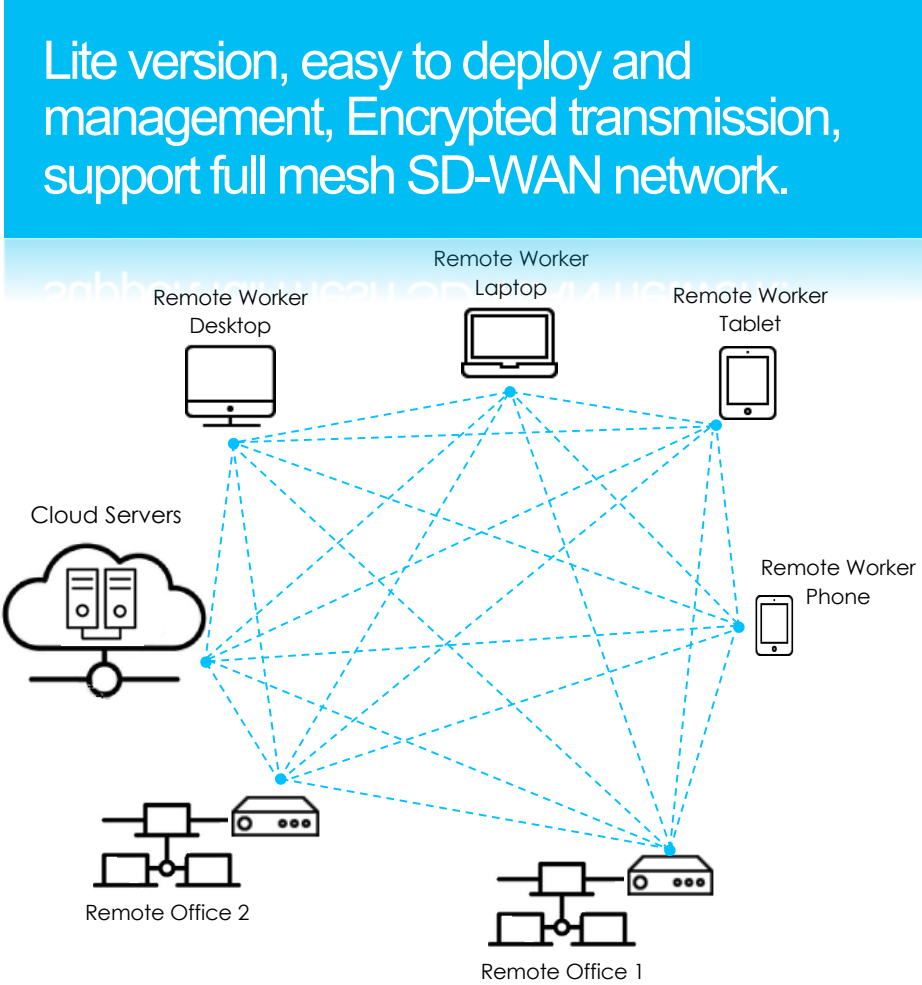 Lite version, easy to deploy and
management, Encrypted transmission,
support full mesh SD-WAN network.
Remote Worker
Laptop
Remote Worker
Desktop
Remote Worker
Tablet
Cloud Servers
Remote Worker
Phone
Remote Office 2
Remote Office 1